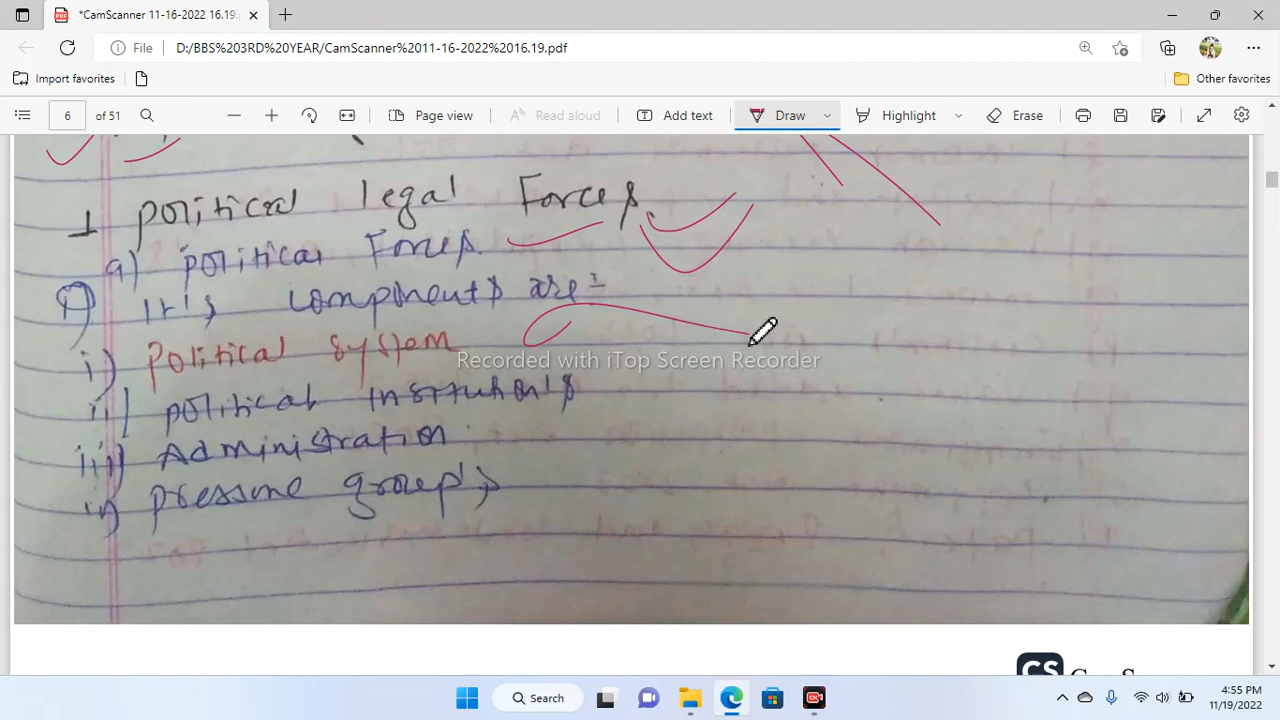 *CamScanner 11-16-2022 16.19.p
File
D:/BBS%203RD%20YEAR/CamScanner%2011-16-2022%2016.19.pdf
Import favorites
Other favorites
6 of 51
Page view
Read aloud
Add text
Draw
Highlight
Erase
1 political legal Forces.
a) political Forces.
It's components are:-
i) Political system
Recorded with iTop Screen Recorder
ii) political
iii) Administration
pressure group's
CS
Search
4:55 PM
11/19/2022